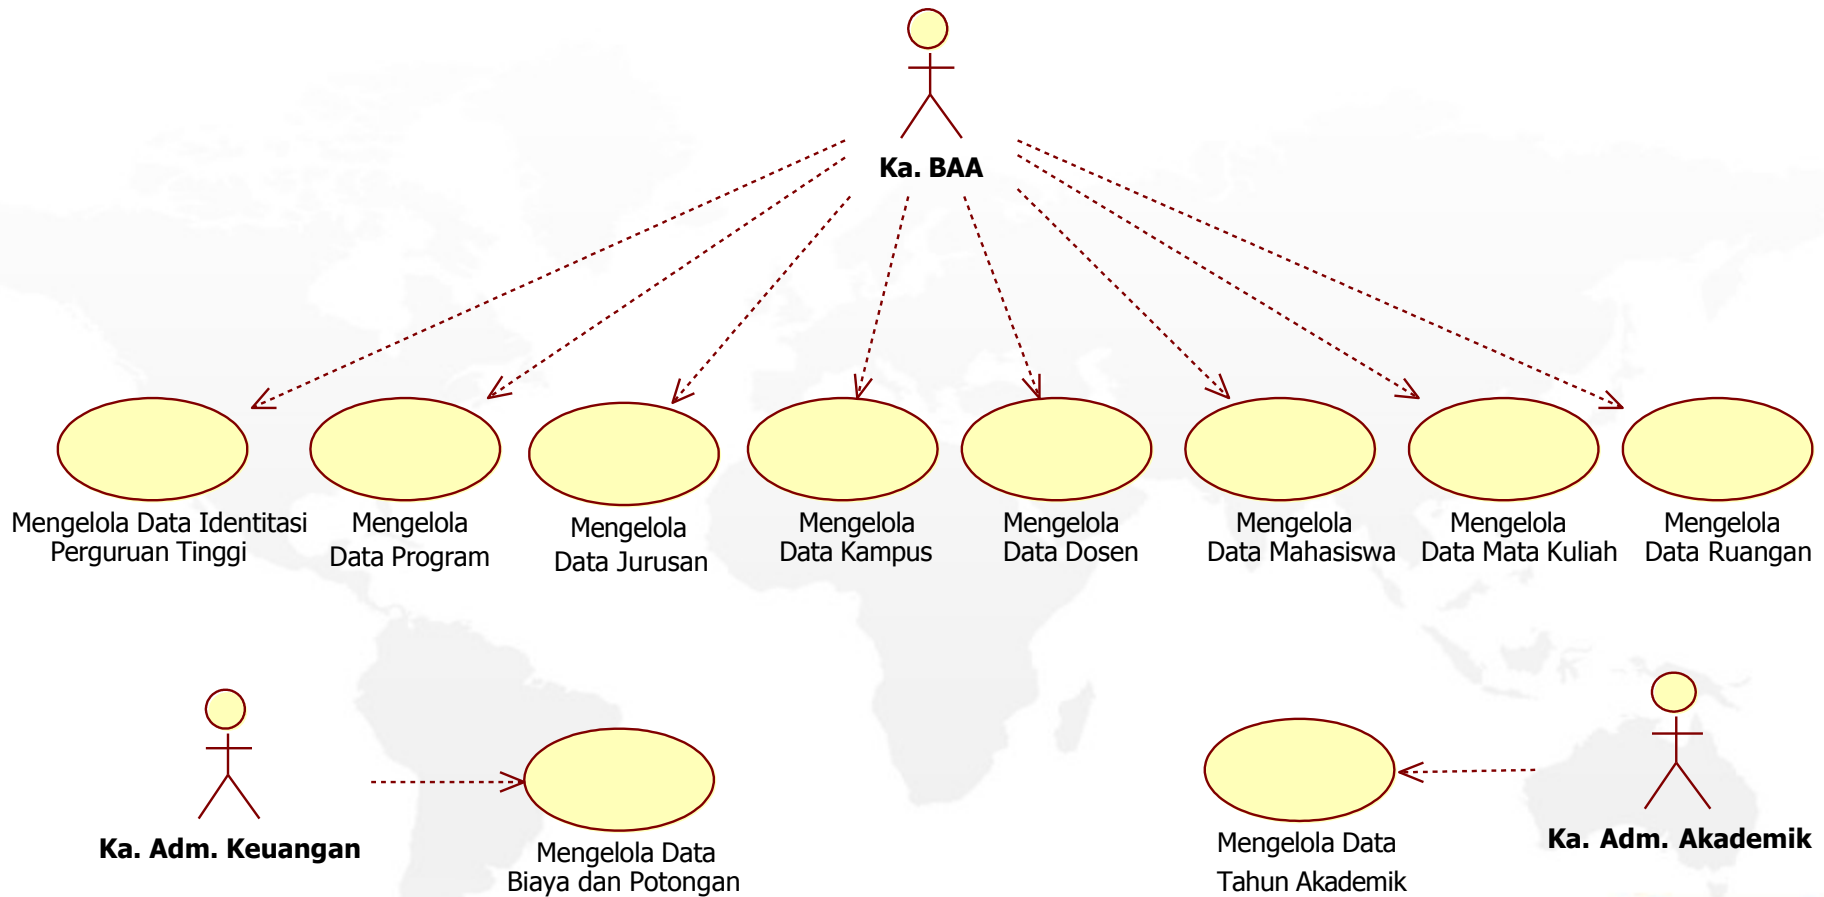 Ka. BAA
Mengelola Data Identitasi
Perguruan Tinggi
Mengelola
Data Program
Mengelola
Data Jurusan
Mengelola
Data Kampus
Mengelola
Data Dosen
Mengelola
Data Mahasiswa
Mengelola
Data Mata Kuliah
Mengelola
Data Ruangan
Ka. Adm. Keuangan
Mengelola Data
Biaya dan Potongan
Mengelola Data
Tahun Akademik
Ka. Adm. Akademik